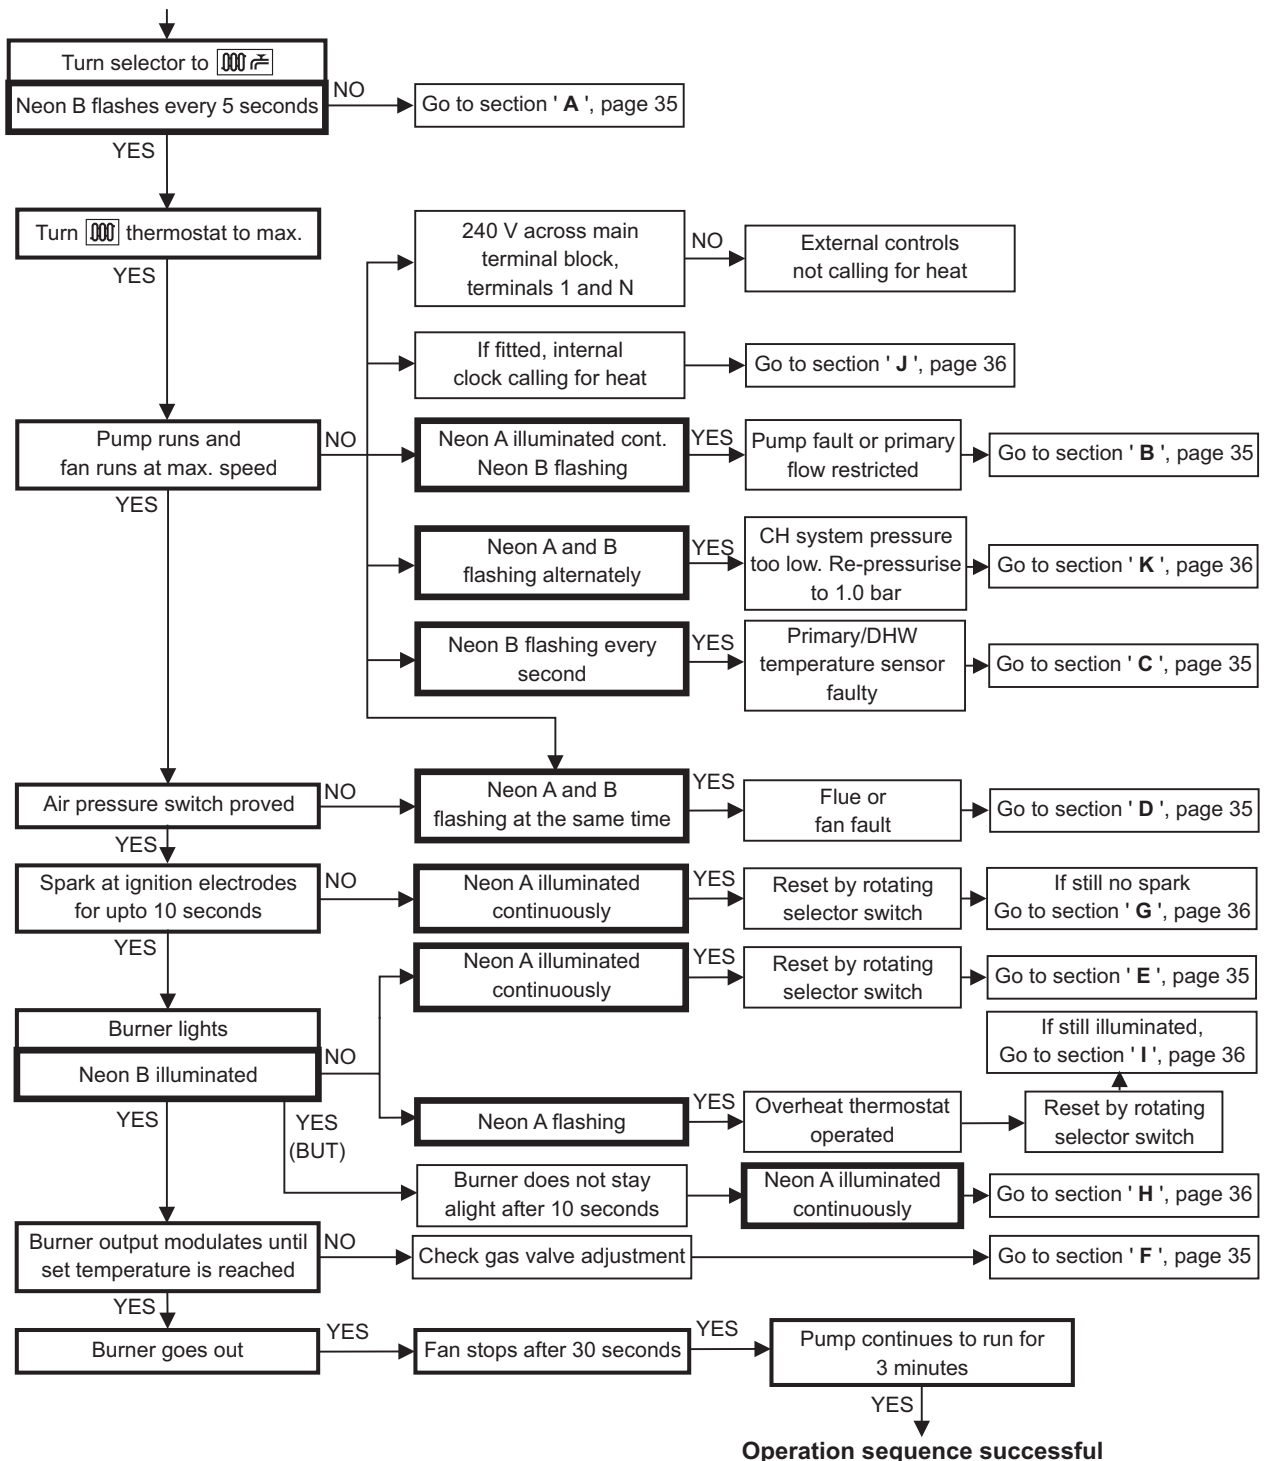 Turn selector to
Neon B flashes every 5 seconds
NO
Go to section ' A ', page 35
YES
Turn thermostat to max.
YES
240 V across main
terminal block,
terminals 1 and N
NO
External controls
not calling for heat
If fitted, internal
clock calling for heat
Go to section ' J ', page 36
Pump runs and
fan runs at max. speed
NO
Neon A illuminated cont.
Neon B flashing
YES
Pump fault or primary
flow restricted
Go to section ' B ', page 35
YES
Neon A and B
flashing alternately
YES
CH system pressure
too low. Re-pressurise
to 1.0 bar
Go to section ' K ', page 36
Neon B flashing every
second
YES
Primary/DHW
temperature sensor
faulty
Go to section ' C ', page 35
Air pressure switch proved
NO
Neon A and B
flashing at the same time
YES
Flue or
fan fault
Go to section ' D ', page 35
YES
Spark at ignition electrodes
for upto 10 seconds
NO
Neon A illuminated
continuously
YES
Reset by rotating
selector switch
If still no spark
Go to section ' G ', page 36
YES
Neon A illuminated
continuously
YES
Reset by rotating
selector switch
Go to section ' E ', page 35
Burner lights
Neon B illuminated
NO
If still illuminated,
Go to section ' I ', page 36
Neon A flashing
YES
Overheat thermostat
operated
Reset by rotating
selector switch
YES
YES
(BUT)
Burner does not stay
alight after 10 seconds
Neon A illuminated
continuously
Go to section ' H ', page 36
Burner output modulates until
set temperature is reached
NO
Check gas valve adjustment
Go to section ' F ', page 35
YES
Burner goes out
YES
Fan stops after 30 seconds
YES
Pump continues to run for
3 minutes
YES
Operation sequence successful